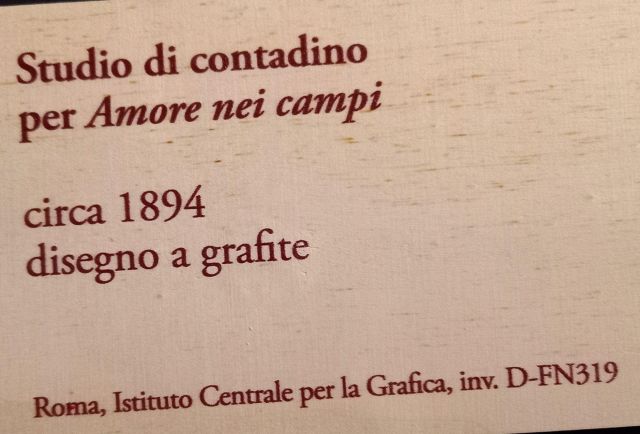 Studio di contadino
per Amore nei campi
circa 1894
disegno a grafite
Roma, Istituto Centrale per la Grafica, inv. D-FN319